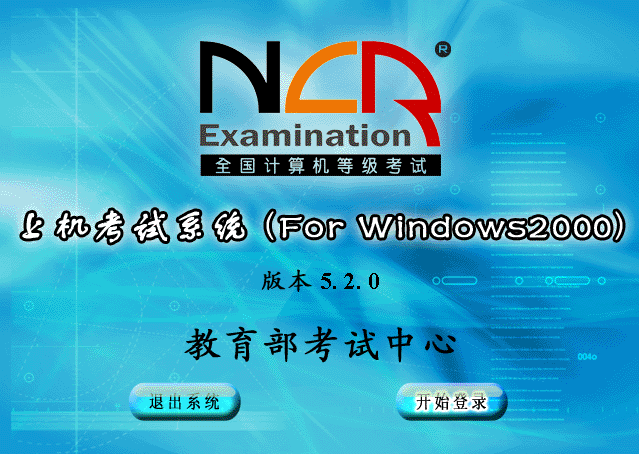 NCR®
Examination
全国计算机等级考试
上机考试系统 (For Windows2000)
版本 5.2.0
教育部考试中心
004o
退出系统
开始登录